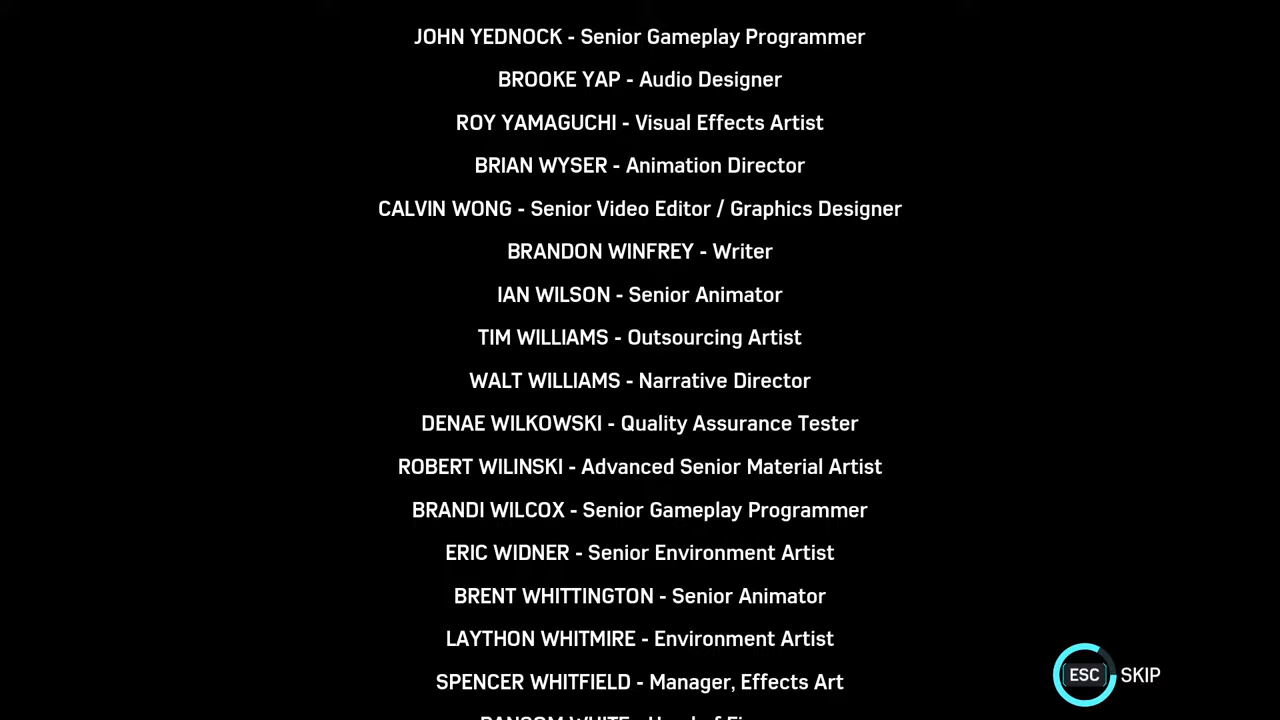 JOHN YEDNOCK - Senior Gameplay Programmer
BROOKE YAP - Audio Designer
ROY YAMAGUCHI - Visual Effects Artist
BRIAN WYSER - Animation Director
CALVIN WONG - Senior Video Editor / Graphics Designer
BRANDON WINFREY - Writer
IAN WILSON - Senior Animator
TIM WILLIAMS - Outsourcing Artist
WALT WILLIAMS - Narrative Director
DENAE WILKOWSKI - Quality Assurance Tester
ROBERT WILINSKI - Advanced Senior Material Artist
BRANDI WILCOX - Senior Gameplay Programmer
ERIC WIDNER - Senior Environment Artist
BRENT WHITTINGTON - Senior Animator
LAYTHON WHITMIRE - Environment Artist
ESC SKIP
SPENCER WHITFIELD - Manager, Effects Art